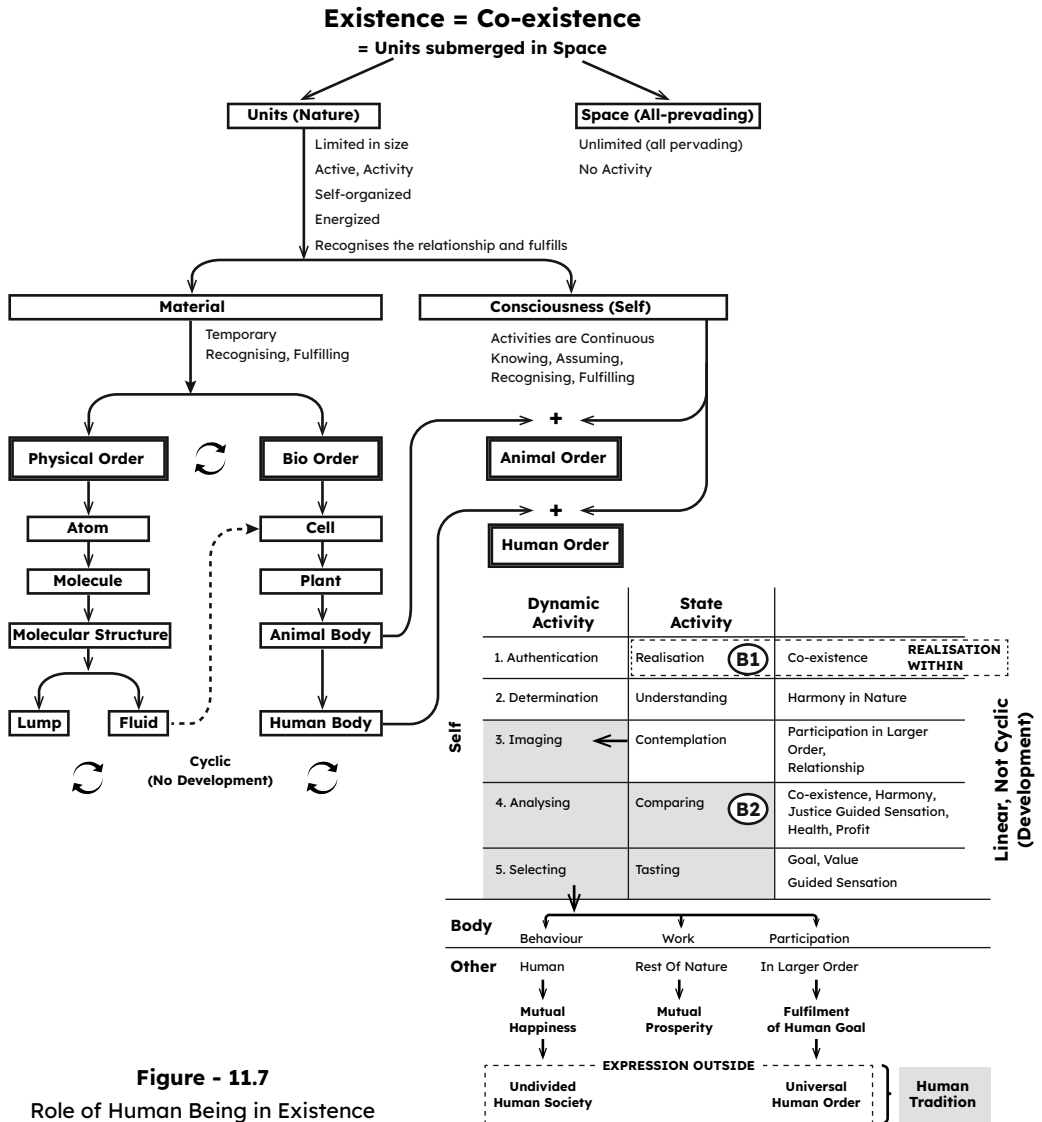 Existence = Co-existence
= Units submerged in Space
Units (Nature)
Space (All-prevading)
Limited in size
Active, Activity
Self-organized
Energized
Recognises the relationship and fulfills
Unlimited (all pervading)
No Activity
Material
Consciousness (Self)
Temporary
Recognising, Fulfilling
Activities are Continuous
Knowing, Assuming,
Recognising, Fulfilling
+
Physical Order
Bio Order
Animal Order
+
Human Order
Atom
Cell
Molecule
Plant
Molecular Structure
Animal Body
Lump
Fluid
Human Body
Cyclic
(No Development)
Dynamic
Activity
State
Activity
Self
1. Authentication
Realisation
B1
Co-existence
REALISATION
WITHIN
2. Determination
Understanding
Harmony in Nature
3. Imaging
Contemplation
Participation in Larger
Order,
Relationship
4. Analysing
Comparing
B2
Co-existence, Harmony,
Justice Guided Sensation,
Health, Profit
5. Selecting
Tasting
Goal, Value
Guided Sensation
Linear, Not Cyclic
(Development)
Body
Behaviour
Work
Participation
Other
Human
Rest Of Nature
In Larger Order
Mutual
Happiness
Mutual
Prosperity
Fulfilment
of Human Goal
EXPRESSION OUTSIDE
Undivided
Human Society
Universal
Human Order
Human
Tradition
Figure - 11.7
Role of Human Being in Existence